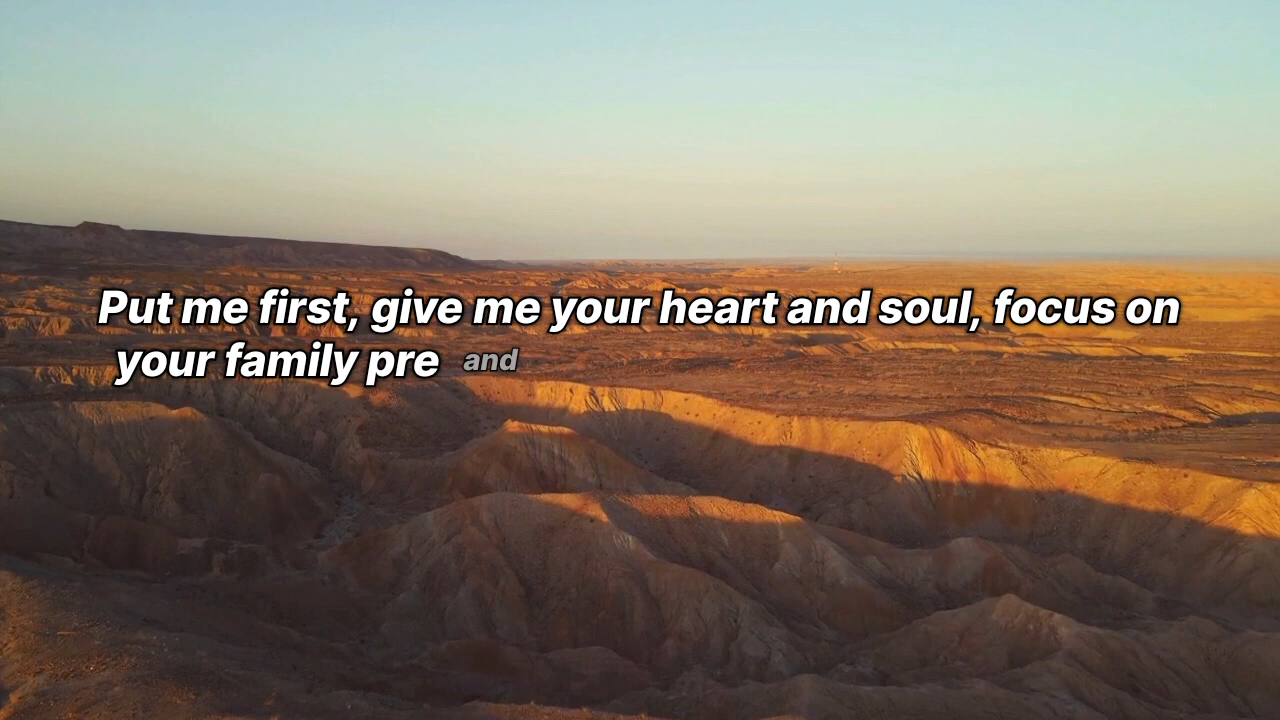 Put me first, give me your heart and soul, focus on
your family pre and